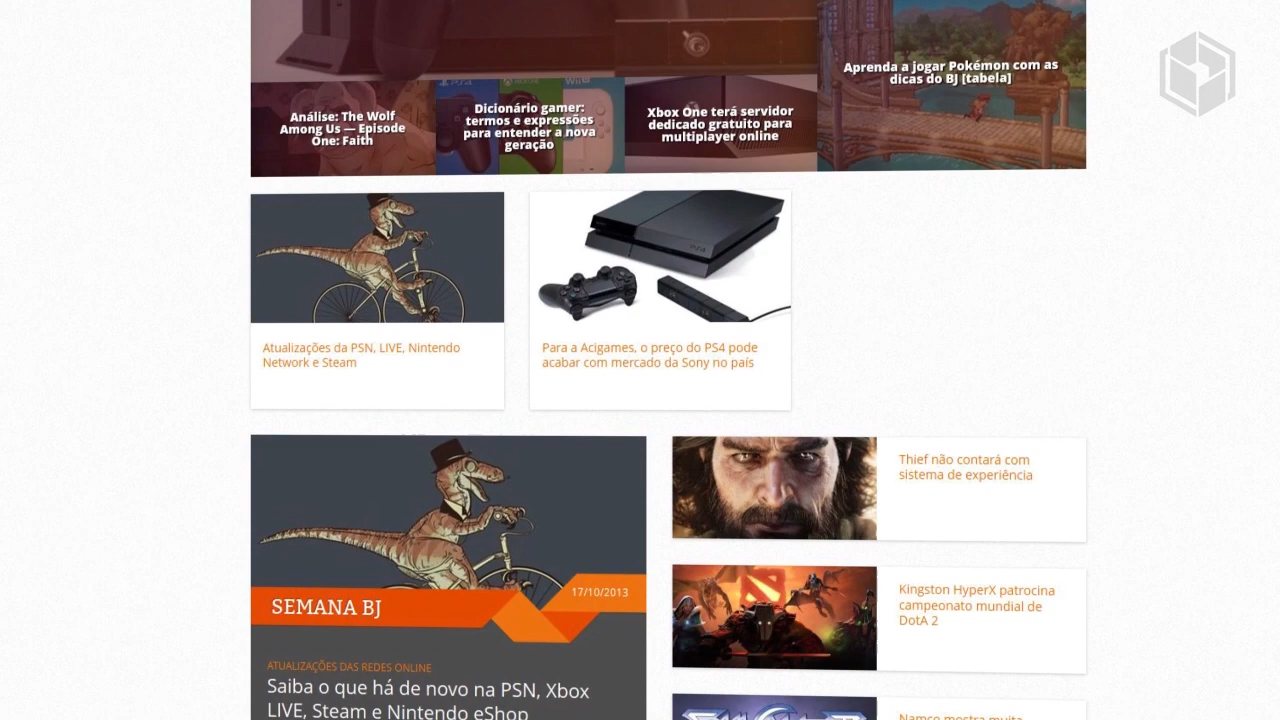 Aprenda a jogar Pokémon com as
dicas do BJ [tabela]
Análise: The Wolf
Among Us — Episode
One: Faith
Dicionário gamer:
termos e expressões
para entender a nova
geração
Xbox One terá servidor
dedicado gratuito para
multiplayer online
Atualizações da PSN, LIVE, Nintendo
Network e Steam
Para a Acigames, o preço do PS4 pode
acabar com mercado da Sony no país
SEMANA BJ
17/10/2013
ATUALIZAÇÕES DAS REDES ONLINE
Saiba o que há de novo na PSN, Xbox
LIVE, Steam e Nintendo eShop
Thief não contará com
sistema de experiência
Kingston HyperX patrocina
campeonato mundial de
DotA 2
Namco mostra muita